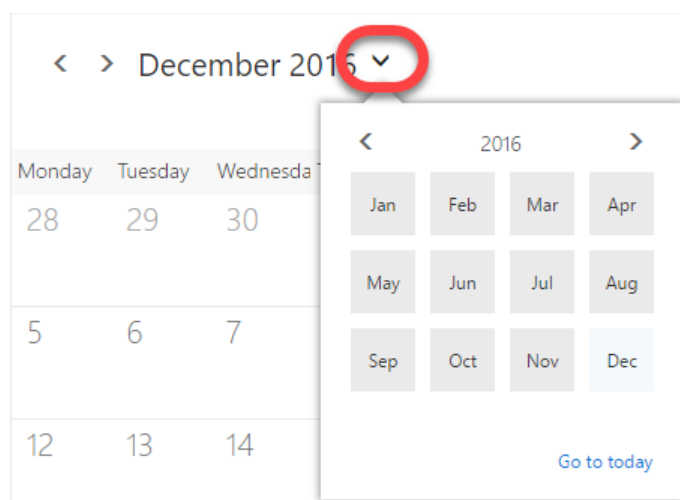 December 2016
2016
Monday Tuesday Wednesda
Jan Feb Mar Apr
28 29 30
May Jun Jul Aug
5 6 7
Sep Oct Nov Dec
12 13 14
Go to today